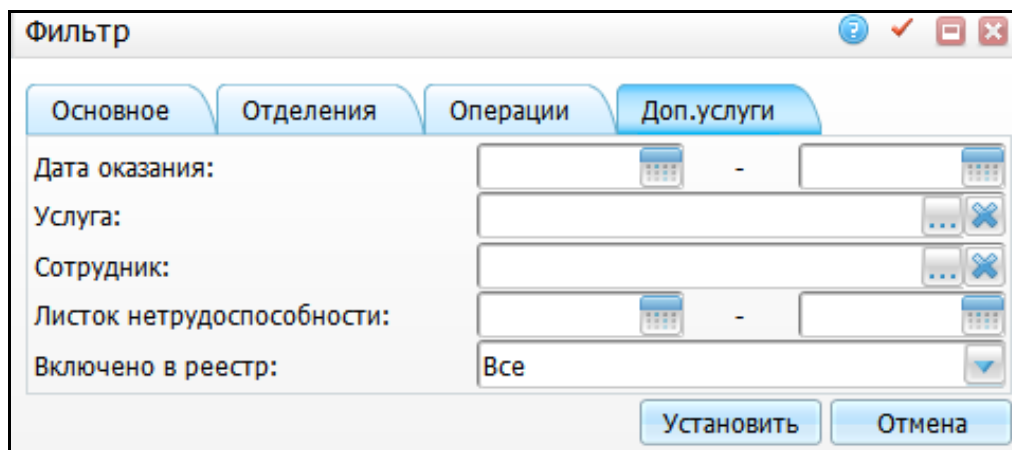 Фильтр
Основное Отделения Операции Доп.услуги
Дата оказания: -
Услуга: ...
Сотрудник: ...
Листок нетрудоспособности: -
Включено в реестр: Все
Установить Отмена